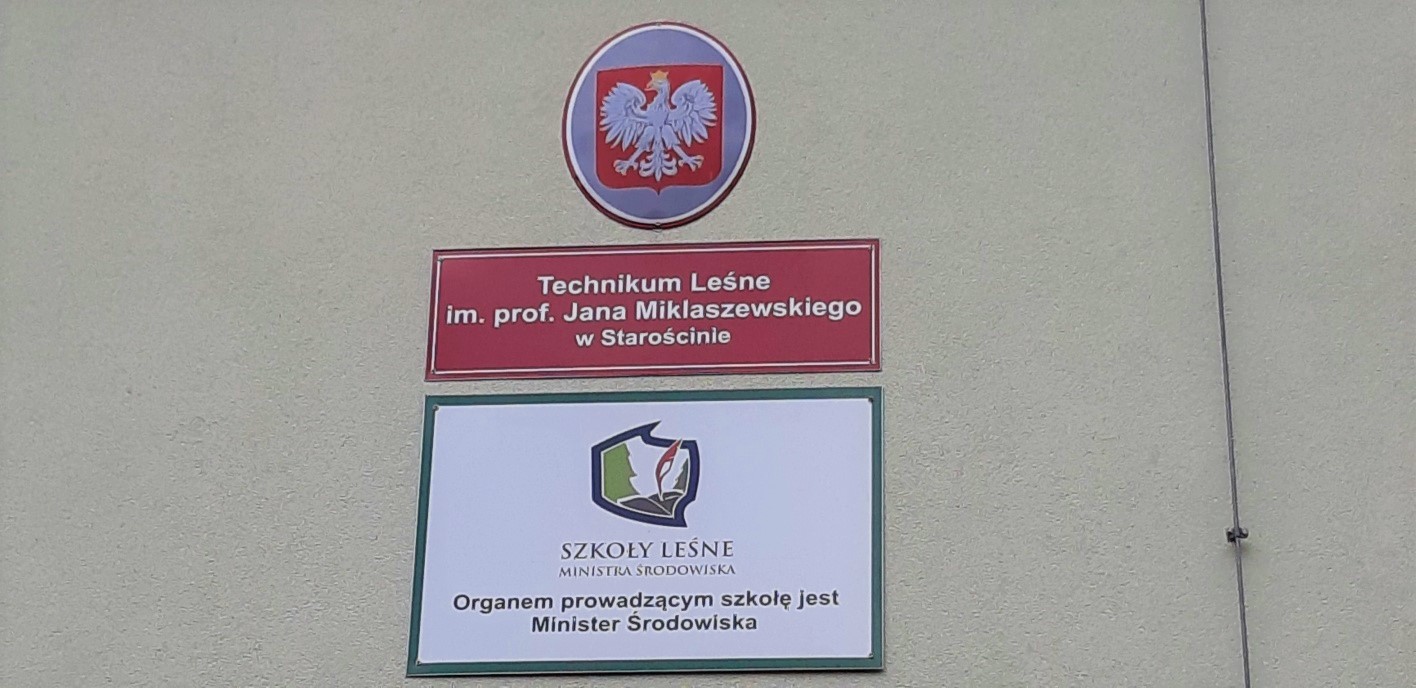 Technikum Leśne
im. prof. Jana Miklaszewskiego
w Starościnie
SZKOŁY LEŚNE
MINISTRA ŚRODOWISKA
Organem prowadzącym szkołę jest
Minister Środowiska